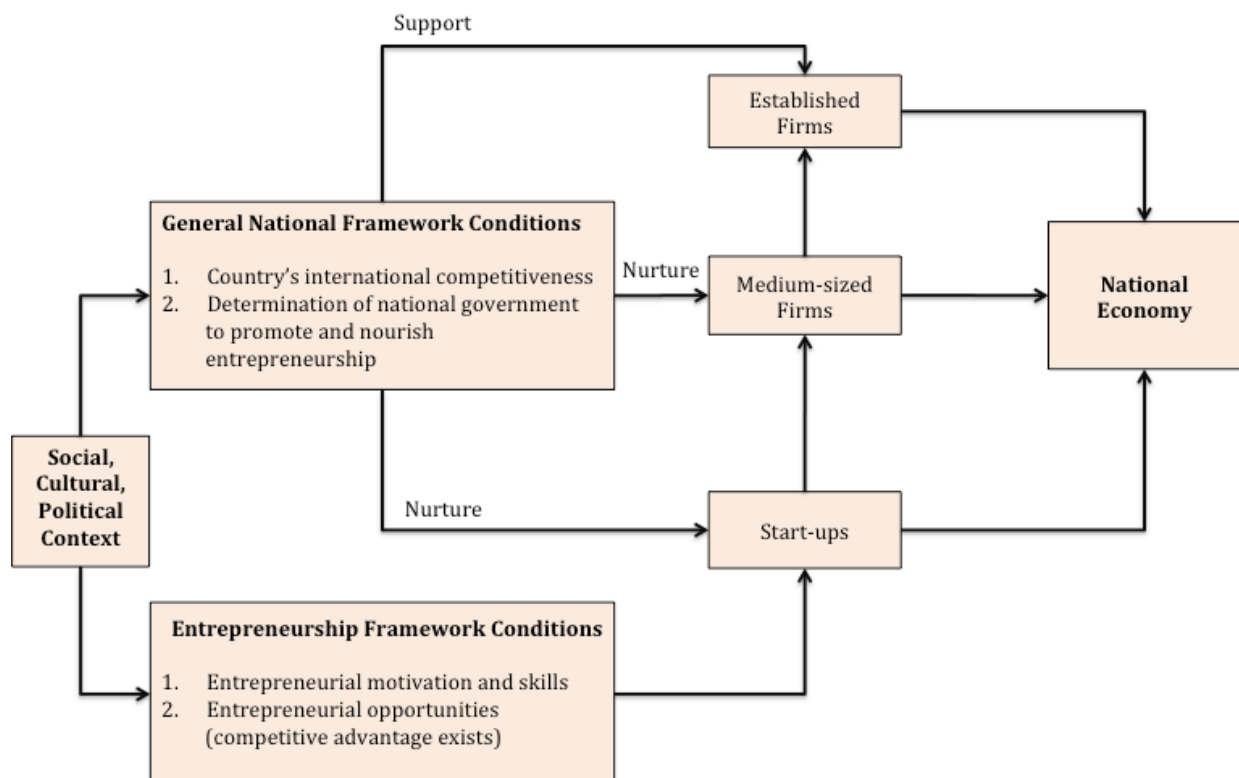 Support
Established
Firms
General National Framework Conditions
1. Country’s international competitiveness
2. Determination of national government
to promote and nourish
entrepreneurship
Nurture
Medium-sized
Firms
National
Economy
Social,
Cultural,
Political
Context
Nurture
Start-ups
Entrepreneurship Framework Conditions
1. Entrepreneurial motivation and skills
2. Entrepreneurial opportunities
(competitive advantage exists)